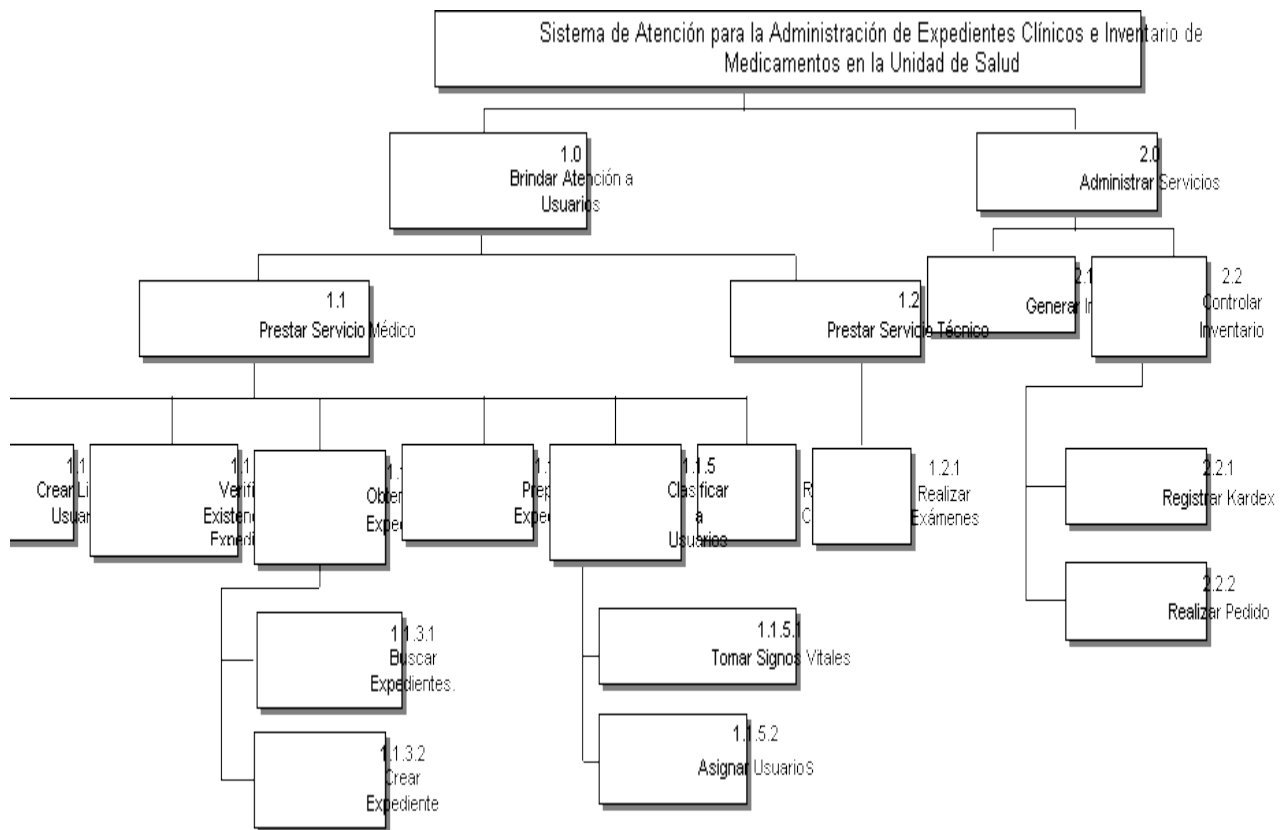 Sistema de Atención para la Administración de Expedientes Clínicos e Inventario de
Medicamentos en la Unidad de Salud
1.0
Brindar Atención a
Usuarios
2.0
Administrar Servicios
1.1
Prestar Servicio Médico
1.2
Prestar Servicio Técnico
2.1
Generar
2.2
Controlar
Inventario
Crear
1.1.5
Clasificar
a
Usuarios
1.2.1
Realizar
Exámenes
2.2.1
Registrar Kardex
2.2.2
Realizar Pedido
1.1.3.1
Buscar
Expedientes.
1.1.3.2
Crear
Expediente
1.1.5.1
Tomar Signos Vitales
1.1.5.2
Asignar Usuarios